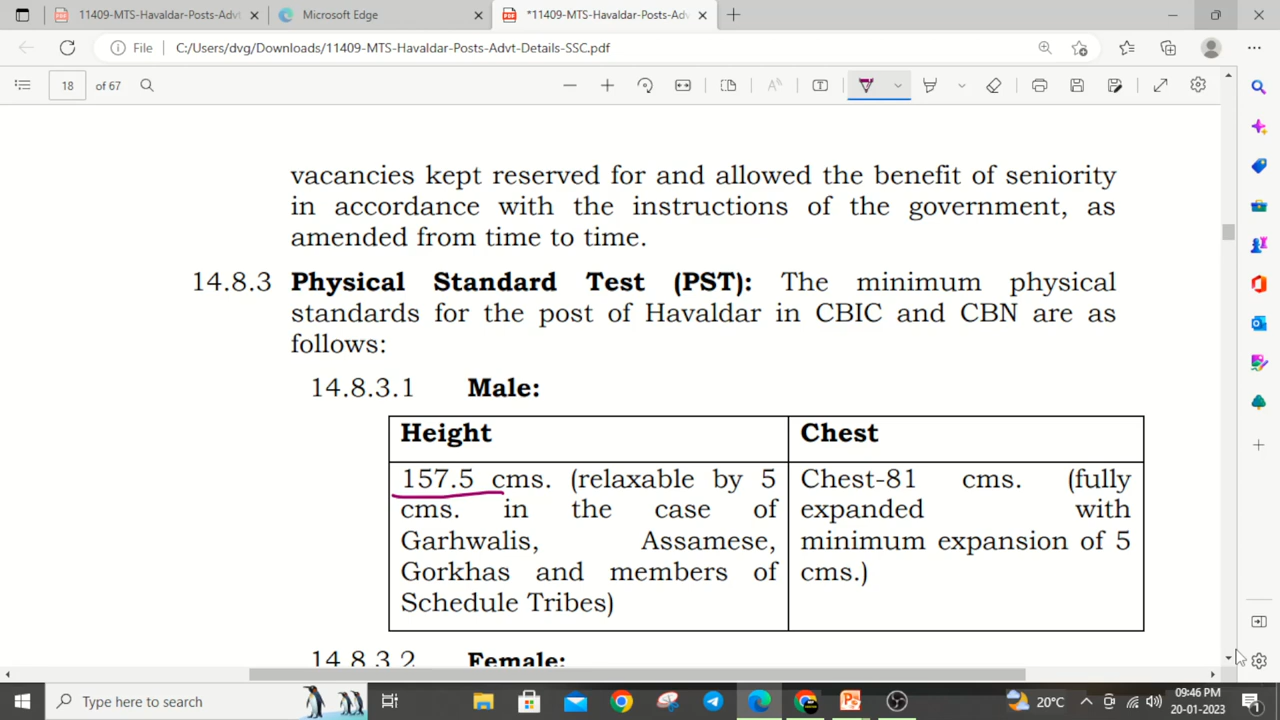 11409-MTS-Havaldar-Posts-Adv
Microsoft Edge
*11409-MTS-Havaldar-Posts-Adv
File
C:/Users/dvg/Downloads/11409-MTS-Havaldar-Posts-Advt-Details-SSC.pdf
18
of 67
vacancies kept reserved for and allowed the benefit of seniority
in accordance with the instructions of the government, as
amended from time to time.
14.8.3 Physical Standard Test (PST): The minimum physical
standards for the post of Havaldar in CBIC and CBN are as
follows:
14.8.3.1 Male:
Height
157.5 cms. (relaxable by 5
cms. in the case of
Garhwalis, Assamese,
Gorkhas and members of
Schedule Tribes)
Chest
Chest-81 cms. (fully
expanded with
minimum expansion of 5
cms.)
14.8.3.2 Female:
Type here to search
20°C
09:46 PM
20-01-2023
1